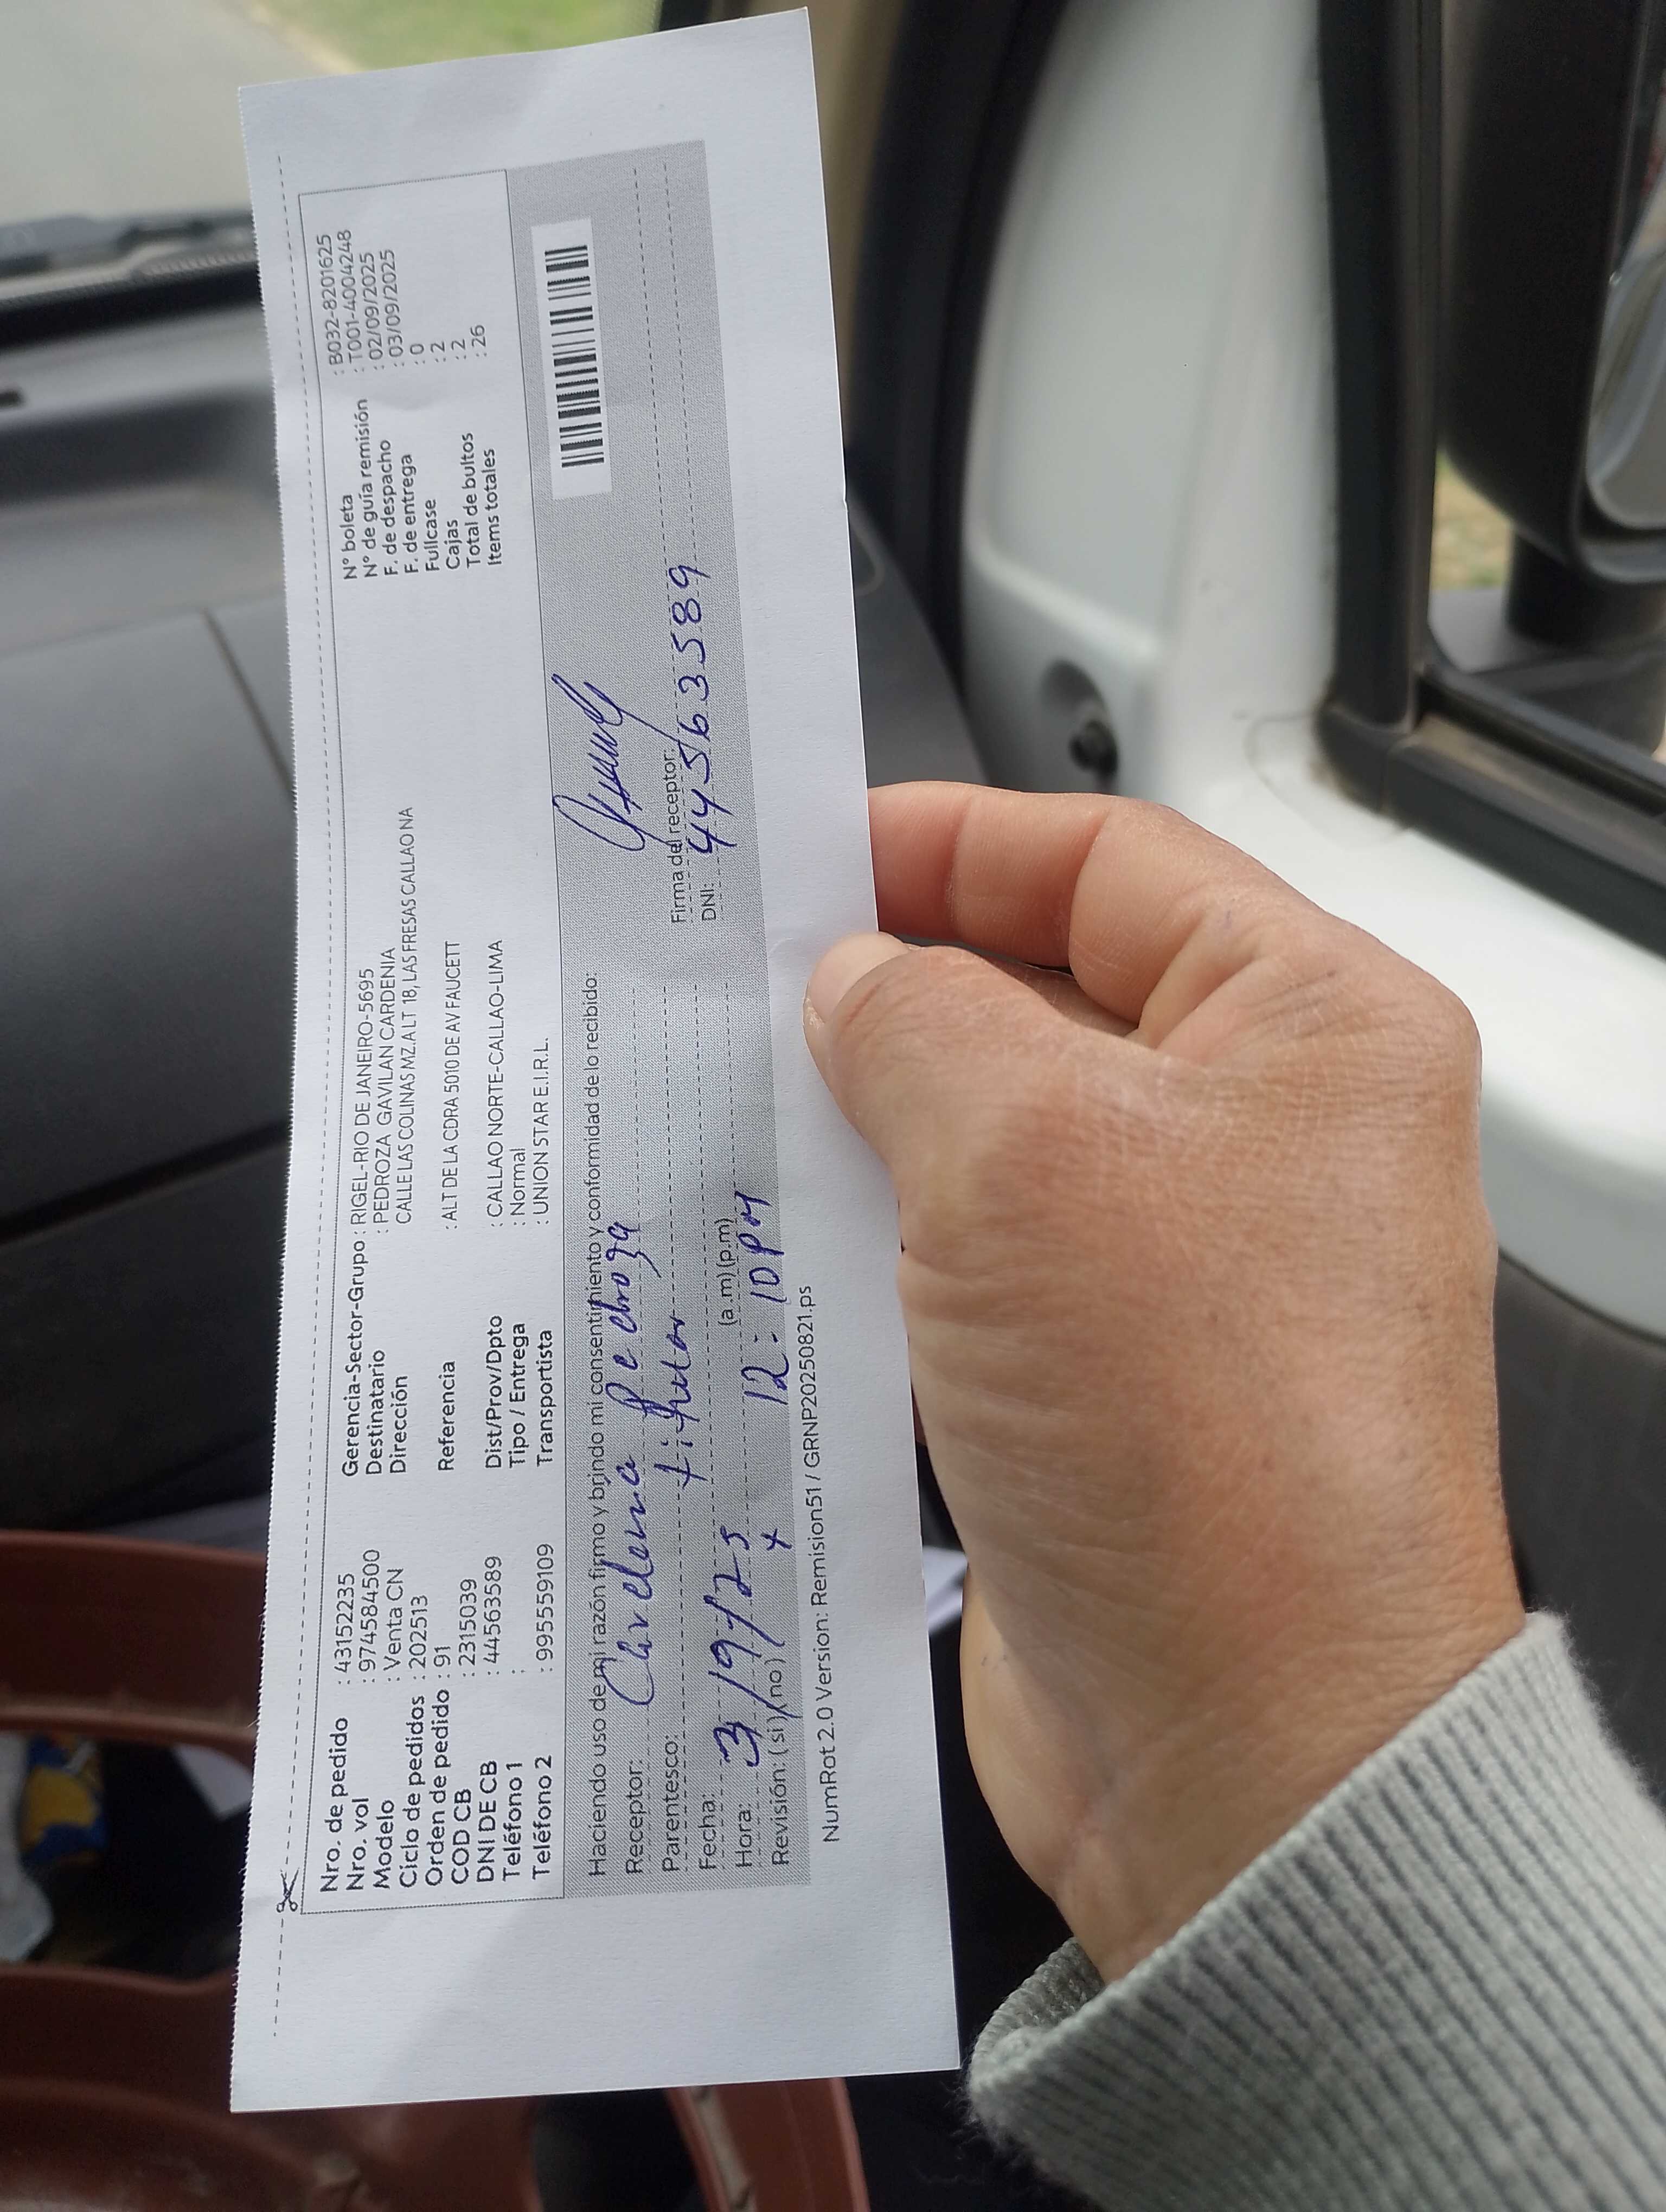 Nro. de pedido : 43152235
Nro. vol : 974584500
Modelo : Venta CN
Ciclo de pedidos : 202513
Orden de pedido : 91
COD CB : 2315039
DNI DE CB : 44563589
Teléfono 1 :
Teléfono 2 : 995559109
Gerencia-Sector-Grupo : RIGEL-RIO DE JANEIRO-5695
Destinatario : PEDROZA GAVILAN CARDENIA
Dirección CALLE LAS COLINAS MZ.A LT 18, LAS FRESAS CALLAO NA
Referencia : ALT DE LA CDRA 5010 DE AV FAUCETT
Dist/Prov/Dpto : CALLAO NORTE-CALLAO-LIMA
Tipo / Entrega : Normal
Transportista : UNION STAR E.I.R.L.
N° boleta : B032-8201625
N° de guía remisión : T001-4004248
F. de despacho : 02/09/2025
F. de entrega : 03/09/2025
Fullcase : 0
Cajas : 2
Total de bultos : 2
Items totales : 26
Haciendo uso de mi razón firmo y brindo mi consentimiento y conformidad de lo recibido:
Receptor:
Parentesco: titular
Fecha: 3/9/25
Hora: 12:10 PM (a.m) (p.m)
Revisión: (si) (no) x
Firma del receptor:
DNI: 44563589
NumRot 2.0 Version: Remision51 / GRNP20250821.ps